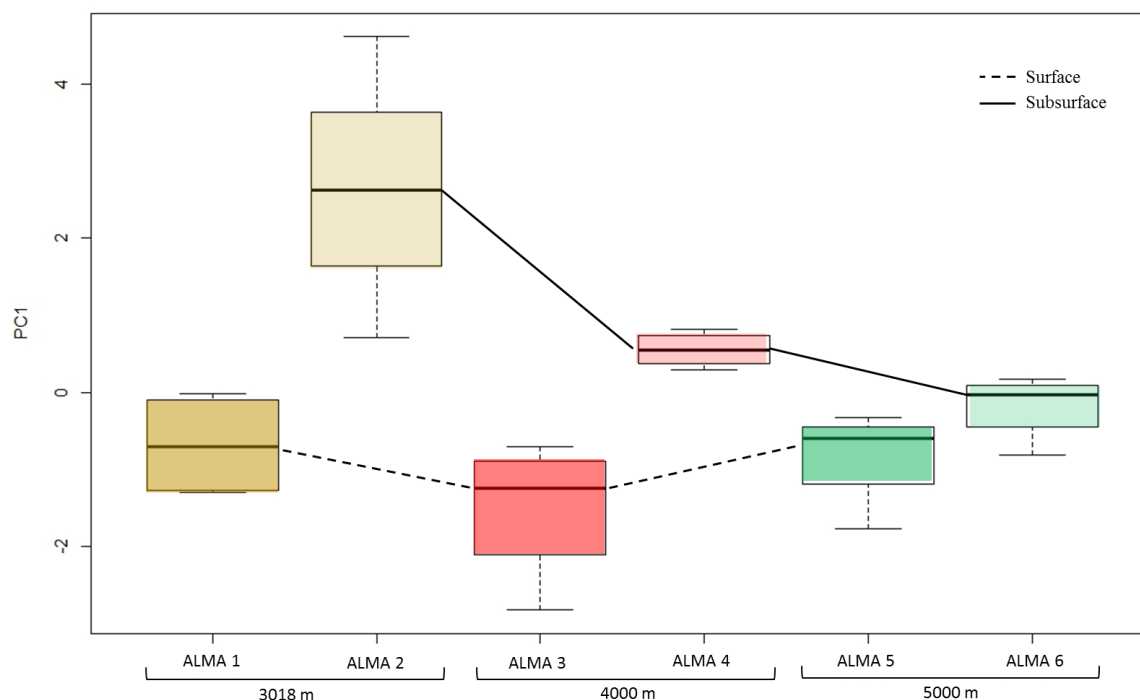 4
2
0
-2
PC1
Surface
Subsurface
ALMA 1
ALMA 2
ALMA 3
ALMA 4
ALMA 5
ALMA 6
3018 m
4000 m
5000 m